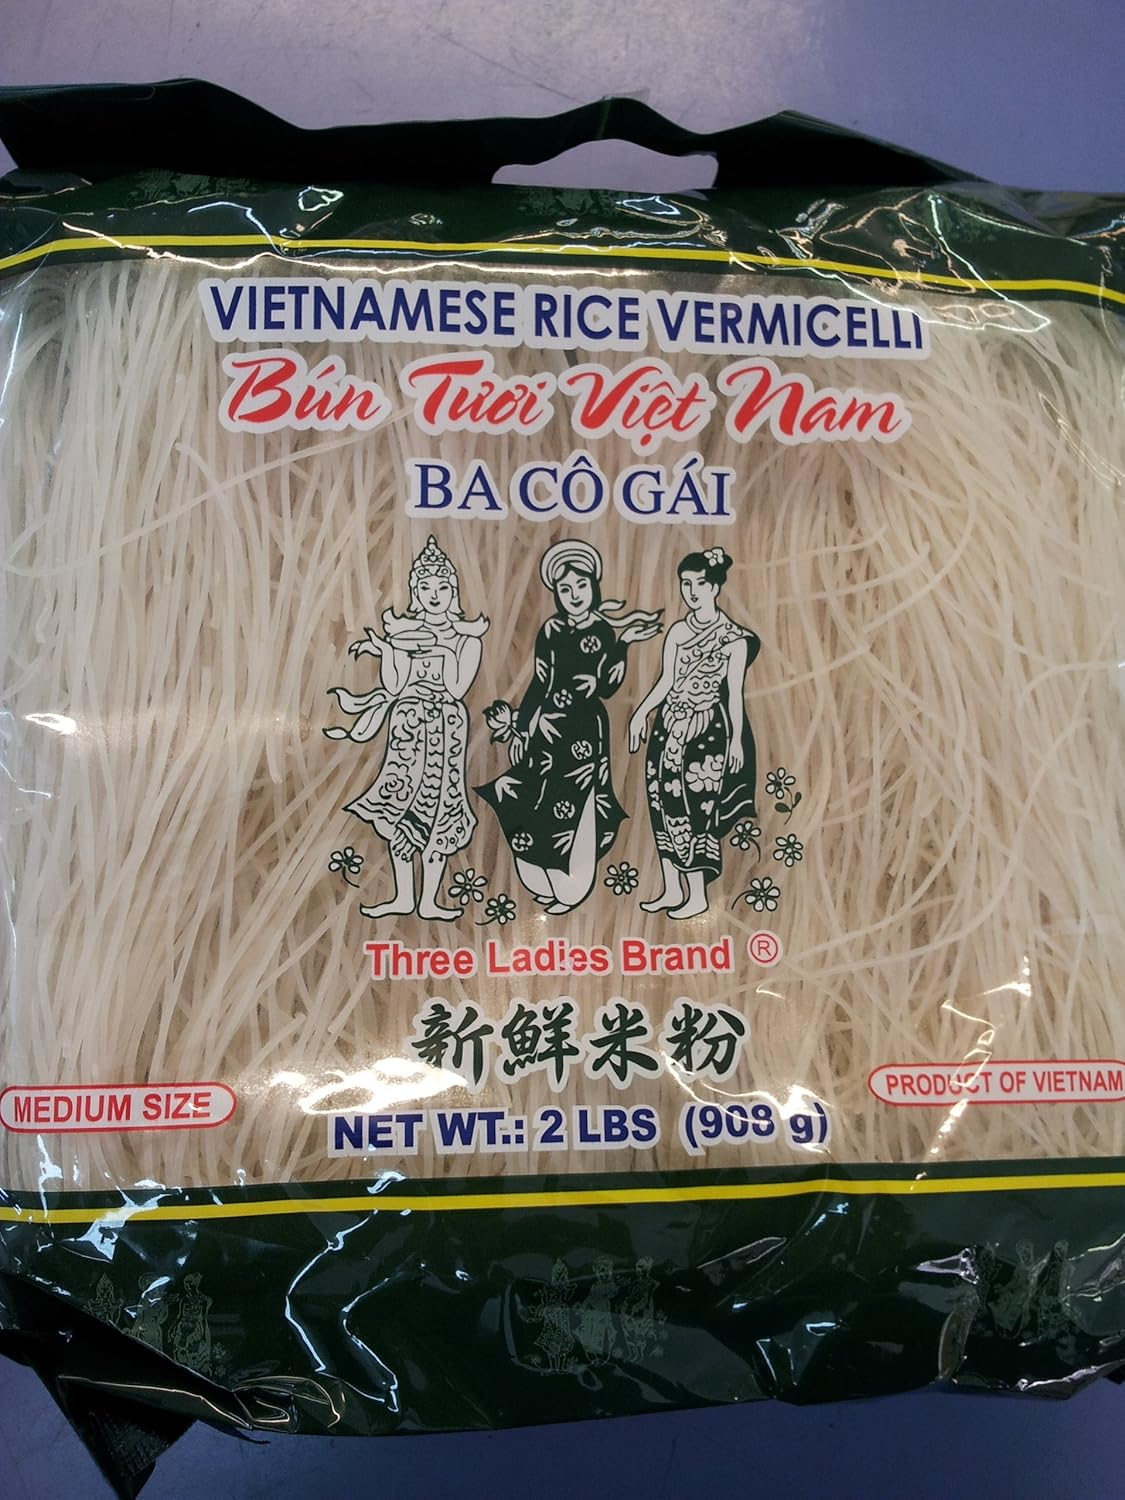 VIETNAMESE RICE VERMICELLI
Bún Tươi Việt Nam
BA CÔ GÁI
Three Ladies Brand ®
新鮮米粉
MEDIUM SIZE
PRODUCT OF VIETNAM
NET WT.: 2 LBS (908 g)